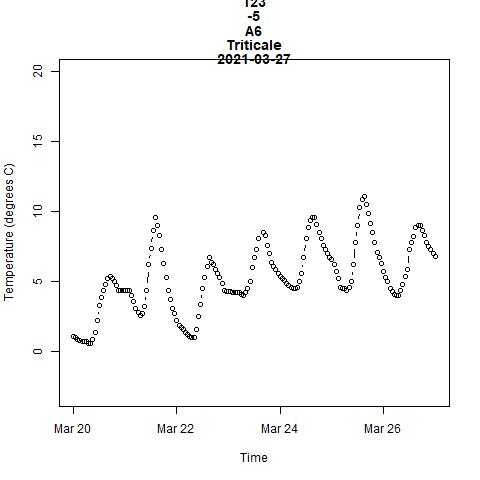 123
-5
A6
Triticale
2021-03-27
20
15
10
5
0
Temperature (degrees C)
Mar 20
Mar 22
Mar 24
Mar 26
Time